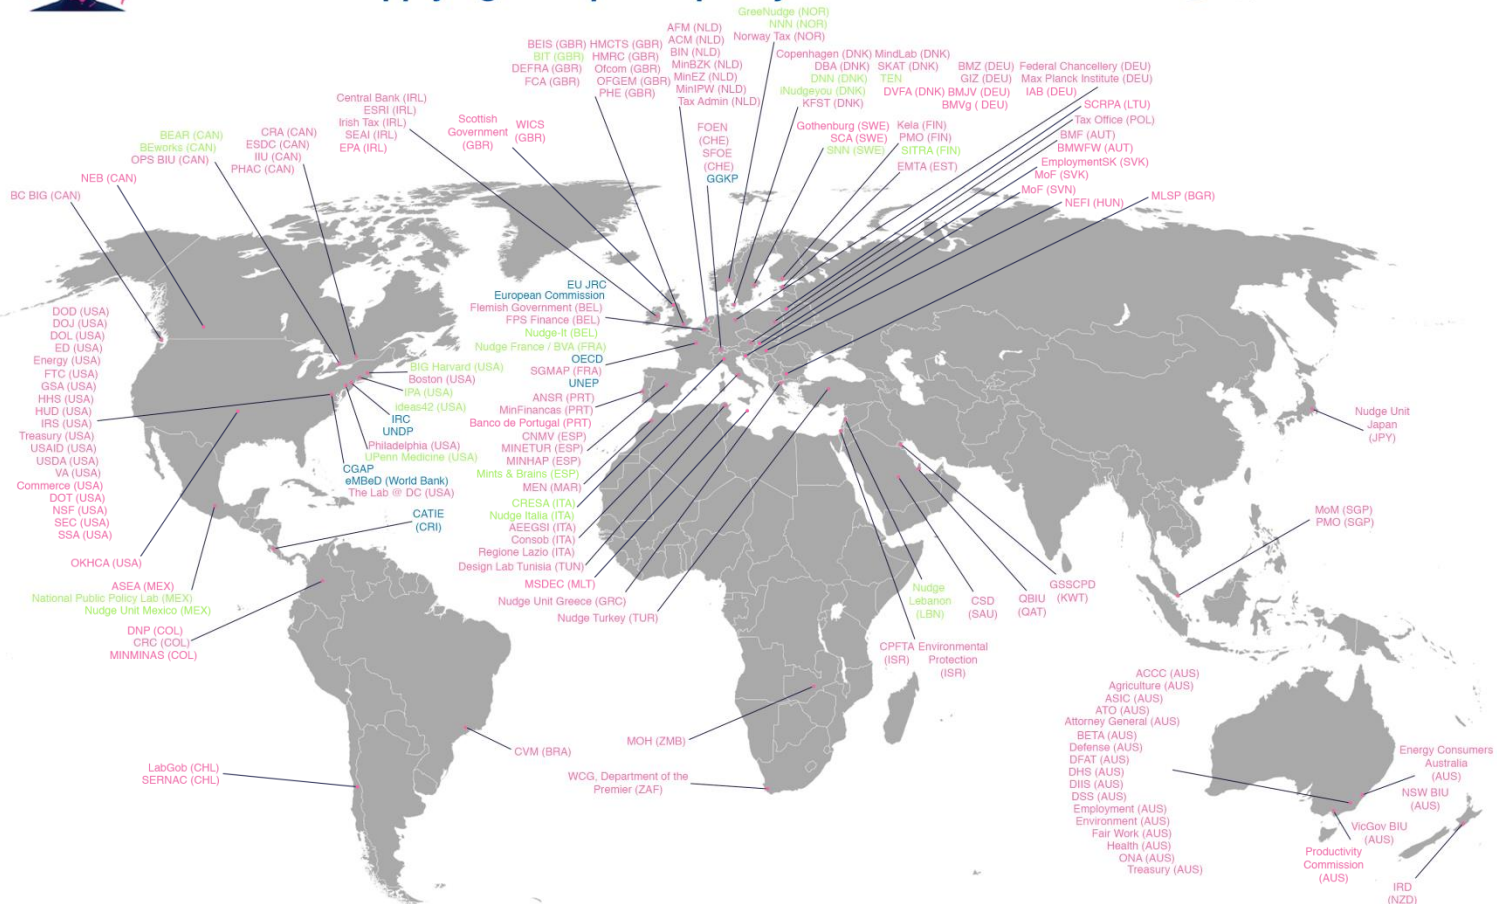 GreeNudge (NOR)
NNN (NOR)
Norway Tax (NOR)
AFM (NLD)
ACM (NLD)
BIN (NLD)
MinBZK (NLD)
MinEZ (NLD)
MinIPW (NLD)
Tax Admin (NLD)
BEIS (GBR) HMCTS (GBR)
BIT (GBR) HMRC (GBR)
DEFRA (GBR) Ofcom (GBR)
FCA (GBR) OFGEM (GBR)
PHE (GBR)
Copenhagen (DNK) MindLab (DNK)
DBA (DNK) SKAT (DNK)
DNN (DNK) TEN
iNudgeyou (DNK) DVFA (DNK)
KFST (DNK)
BMZ (DEU) Federal Chancellery (DEU)
GIZ (DEU) Max Planck Institute (DEU)
BMJV (DEU) IAB (DEU)
BMVg ( DEU)
SCRPA (LTU)
Tax Office (POL)
BMF (AUT)
BMWFW (AUT)
EmploymentSK (SVK)
MoF (SVK)
MoF (SVN)
NEFI (HUN)
MLSP (BGR)
Central Bank (IRL)
ESRI (IRL)
Irish Tax (IRL)
SEAI (IRL)
EPA (IRL)
Scottish
Government
(GBR)
WICS
(GBR)
FOEN
(CHE)
SFOE
(CHE)
GGKP
Gothenburg (SWE)
SCA (SWE)
SNN (SWE)
Kela (FIN)
PMO (FIN)
SITRA (FIN)
EMTA (EST)
BEAR (CAN)
BEworks (CAN)
OPS BIU (CAN)
CRA (CAN)
ESDC (CAN)
IIU (CAN)
PHAC (CAN)
NEB (CAN)
BC BIG (CAN)
DOD (USA)
DOJ (USA)
DOL (USA)
ED (USA)
Energy (USA)
FTC (USA)
GSA (USA)
HHS (USA)
HUD (USA)
IRS (USA)
Treasury (USA)
USAID (USA)
USDA (USA)
VA (USA)
Commerce (USA)
DOT (USA)
NSF (USA)
SEC (USA)
SSA (USA)
OKHCA (USA)
BIG Harvard (USA)
Boston (USA)
IPA (USA)
ideas42 (USA)
IRC
UNDP
Philadelphia (USA)
UPenn Medicine (USA)
CGAP
eMBeD (World Bank)
The Lab @ DC (USA)
CATIE
(CRI)
ASEA (MEX)
National Public Policy Lab (MEX)
Nudge Unit Mexico (MEX)
DNP (COL)
CRC (COL)
MINMINAS (COL)
LabGob (CHL)
SERNAC (CHL)
CVM (BRA)
EU JRC
European Commission
Flemish Government (BEL)
FPS Finance (BEL)
Nudge-It (BEL)
Nudge France / BVA (FRA)
OECD
SGMAP (FRA)
UNEP
ANSR (PRT)
MinFinancas (PRT)
Banco de Portugal (PRT)
CNMV (ESP)
MINETUR (ESP)
MINHAP (ESP)
Mints & Brains (ESP)
MEN (MAR)
CRESA (ITA)
Nudge Italia (ITA)
AEEGSI (ITA)
Consob (ITA)
Regione Lazio (ITA)
Design Lab Tunisia (TUN)
MSDEC (MLT)
Nudge Unit Greece (GRC)
Nudge Turkey (TUR)
MOH (ZMB)
WCG, Department of the
Premier (ZAF)
Nudge
Lebanon
(LBN)
CPFTA
(ISR)
Environmental
Protection
(ISR)
CSD
(SAU)
QBIU
(QAT)
GSSCPD
(KWT)
Nudge Unit
Japan
(JPY)
MoM (SGP)
PMO (SGP)
ACCC (AUS)
Agriculture (AUS)
ASIC (AUS)
ATO (AUS)
Attorney General (AUS)
BETA (AUS)
Defense (AUS)
DFAT (AUS)
DHS (AUS)
DIIS (AUS)
DSS (AUS)
Employment (AUS)
Environment (AUS)
Fair Work (AUS)
Health (AUS)
ONA (AUS)
Treasury (AUS)
Energy Consumers
Australia
(AUS)
NSW BIU
(AUS)
VicGov BIU
(AUS)
Productivity
Commission
(AUS)
IRD
(NZD)